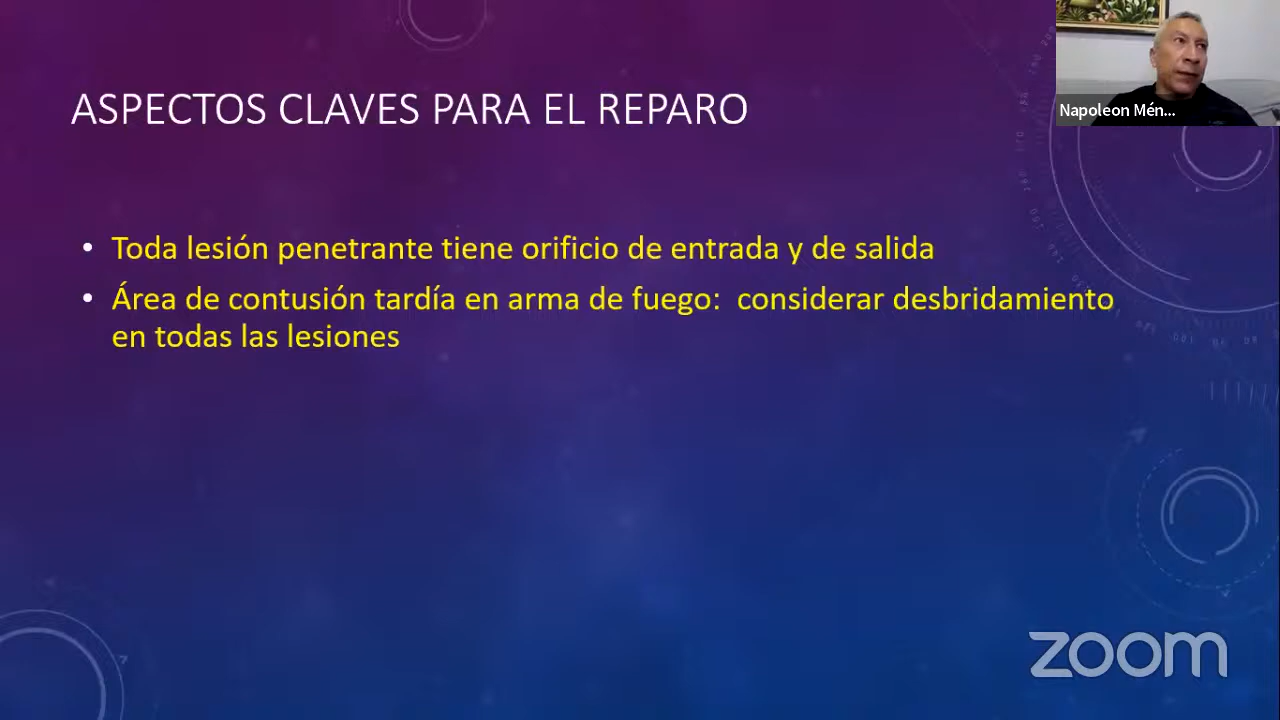 ASPECTOS CLAVES PARA EL REPARO
Napoleon Mén...
• Toda lesión penetrante tiene orificio de entrada y de salida
• Área de contusión tardía en arma de fuego: considerar desbridamiento
en todas las lesiones
zoom